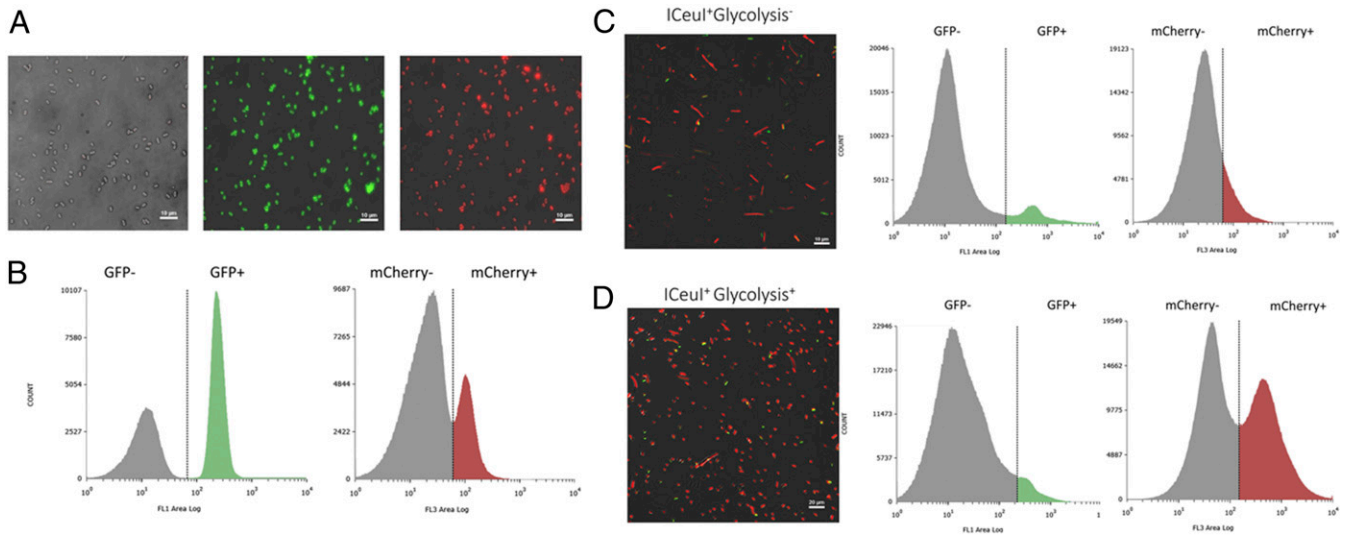 A
10 μm
10 μm
10 μm
B
GFP- GFP+
10107
7580
5054
2527
0
COUNT
10⁰ 10¹ 10² 10³ 10⁴
FL1 Area Log
mCherry- mCherry+
9687
7265
4844
2422
0
10⁰ 10¹ 10² 10³ 10⁴
FL3 Area Log
C
ICeuI⁺Glycolysis⁻
10 μm
GFP- GFP+
20046
15035
10023
5012
0
COUNT
10⁰ 10¹ 10² 10³ 10⁴
FL1 Area Log
mCherry- mCherry+
19123
14343
9562
4781
0
10⁰ 10¹ 10² 10³ 10⁴
FL3 Area Log
D
ICeuI⁺ Glycolysis⁺
20 μm
GFP- GFP+
22946
17210
11473
5737
0
COUNT
10⁰ 10¹ 10² 10³ 1
FL1 Area Log
mCherry- mCherry+
19549
14662
9775
4887
0
10⁰ 10¹ 10² 10³ 10⁴
FL3 Area Log